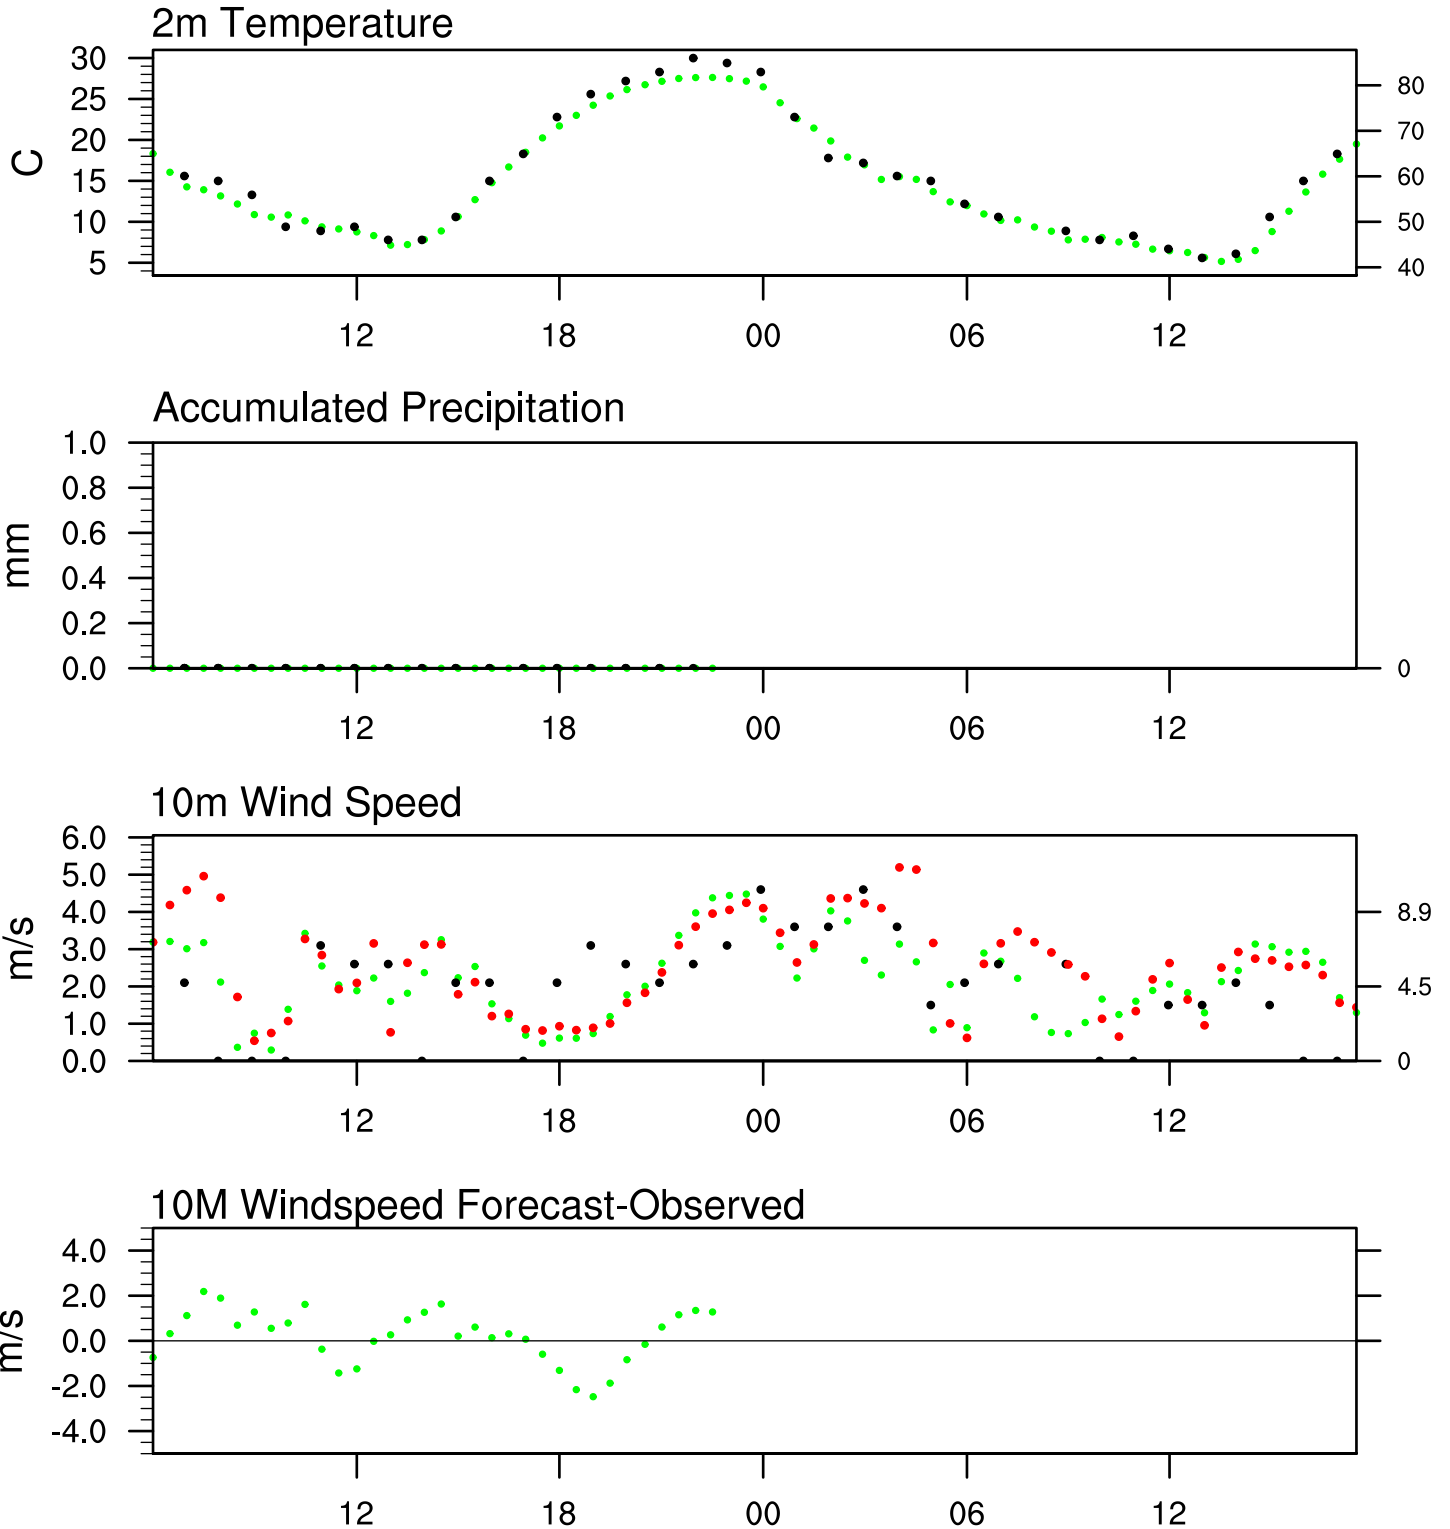 2m Temperature
30
25
20
15
10
5
C
80
70
60
50
40
12 18 00 06 12
Accumulated Precipitation
1.0
0.8
0.6
0.4
0.2
0.0
mm
0
12 18 00 06 12
10m Wind Speed
6.0
5.0
4.0
3.0
2.0
1.0
0.0
m/s
8.9
4.5
0
12 18 00 06 12
10M Windspeed Forecast-Observed
4.0
2.0
0.0
-2.0
-4.0
m/s
12 18 00 06 12